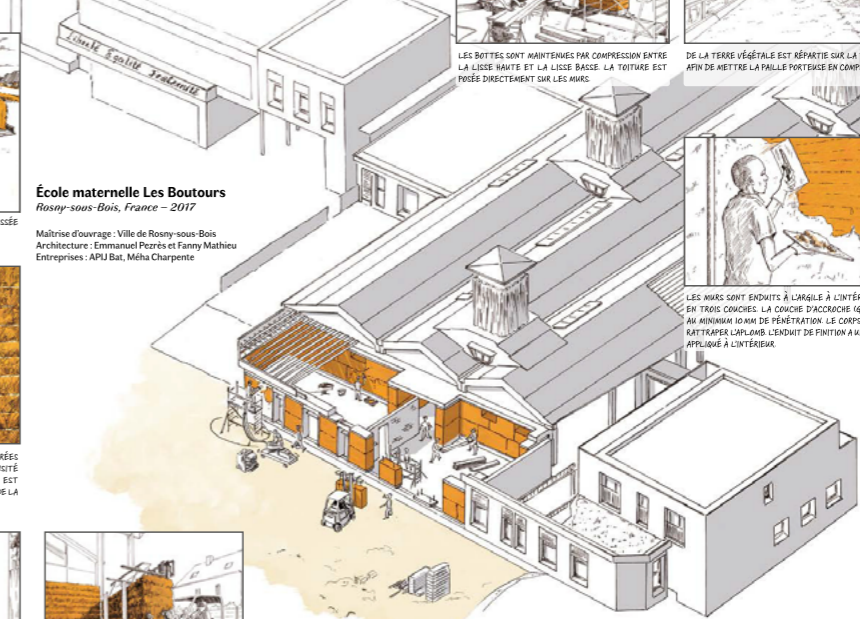 Liberté Égalité Fraternité
LES BOTTES SONT MAINTENUES PAR COMPRESSION ENTRE
LA LISSE HAUTE ET LA LISSE BASSE. LA TOITURE EST
POSÉE DIRECTEMENT SUR LES MURS.
DE LA TERRE VÉGÉTALE EST RÉPARTIE SUR LA
AFIN DE METTRE LA PAILLE PORTEUSE EN
École maternelle Les Boutours
Rosny-sous-Bois, France – 2017
Maîtrise d'ouvrage : Ville de Rosny-sous-Bois
Architecture : Emmanuel Pezrès et Fanny Mathieu
Entreprises : APIJ Bat, Méha Charpente
LES MURS SONT ENDUITS À L'ARGILE À
EN TROIS COUCHES. LA COUCHE D'ACCROCHE
AU MINIMUM 10 MM DE PÉNÉTRATION. LE CORPS
RATTRAPER L'APLOMB. L'ENDUIT DE FINITION A
APPLIQUÉ À L'INTÉRIEUR.
EST
DE LA